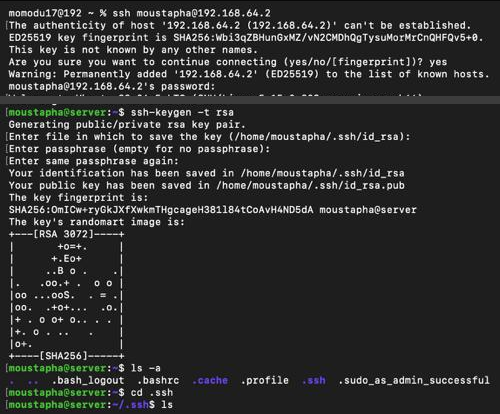 momodu17@192 ~ % ssh moustapha@192.168.64.2
The authenticity of host '192.168.64.2 (192.168.64.2)' can't be established.
ED25519 key fingerprint is SHA256:Wbi3qZBHunGxMZ/vN2CMDhQgTysuMorMrCnQHFQv5+0.
This key is not known by any other names.
Are you sure you want to continue connecting (yes/no/[fingerprint])? yes
Warning: Permanently added '192.168.64.2' (ED25519) to the list of known hosts.
moustapha@192.168.64.2's password:
[moustapha@server:~$ ssh-keygen -t rsa
Generating public/private rsa key pair.
[Enter file in which to save the key (/home/moustapha/.ssh/id_rsa):
[Enter passphrase (empty for no passphrase):
[Enter same passphrase again:
Your identification has been saved in /home/moustapha/.ssh/id_rsa
Your public key has been saved in /home/moustapha/.ssh/id_rsa.pub
The key fingerprint is:
SHA256:OmICw+ryGkJXfXwkmTHgcageH381l84tCoAvH4ND5dA moustapha@server
The key's randomart image is:
+---[RSA 3072]----+
|       +o=+.     |
|      +.Eo+      |
|     ..B o .    .|
|.   .oo.+ .  o o |
|oo ...ooS.  . = .|
|oo.  .+o+...  .o.|
|+ . o o+ o.. . . |
|+. o . ..   .    |
|o+.              |
+----[SHA256]-----+
[moustapha@server:~$ ls -a
.  ..  .bash_logout  .bashrc  .cache  .profile  .ssh  .sudo_as_admin_successful
[moustapha@server:~$ cd .ssh
[moustapha@server:~/.ssh$ ls